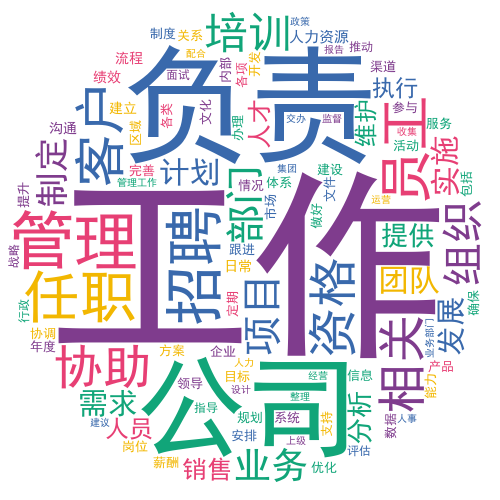 政策
制度
关系
培训
人力资源
报告
推动
流程
负责
配合
渠道
绩效
面试
内部
各项
开发
执行
客户
建立
各类
文化
办理
人才
维护
参与
收集
沟通
区域
交办
监督
员工
服务
制定
完善
计划
部门
活动
实施
提升
管理工作
情况
集团
体系
建设
文件
包括
管理
招聘
工作
市场
做好
运营
组织
战略
跟进
提供
任职
日常
项目
资格
团队
行政
定期
发展
确保
协调
年度
方案
企业
相关
业务部门
协助
领导
公司
人力
目标
设计
经营
信息
产品
能力
需求
指导
规划
整理
系统
支持
分析
数据
人事
建议
人员
岗位
安排
上级
薪酬
销售
业务
优化
评估